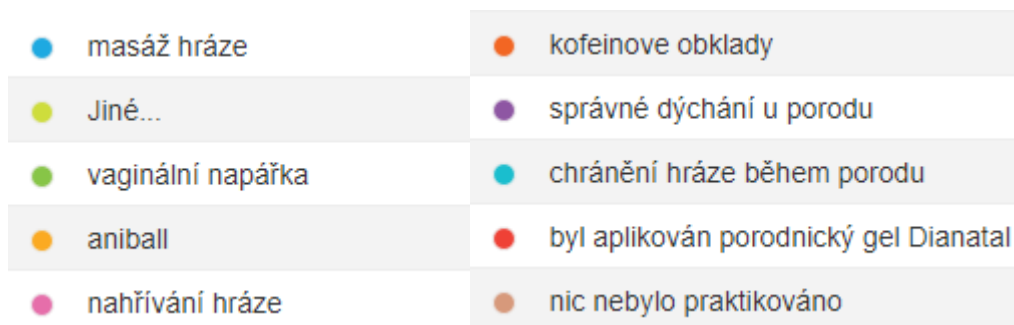 masáž hráze
Jiné...
vaginální napářka
aniball
nahřívání hráze
kofeinove obklady
správné dýchání u porodu
chránění hráze během porodu
byl aplikován porodnický gel Dianatal
nic nebylo praktikováno